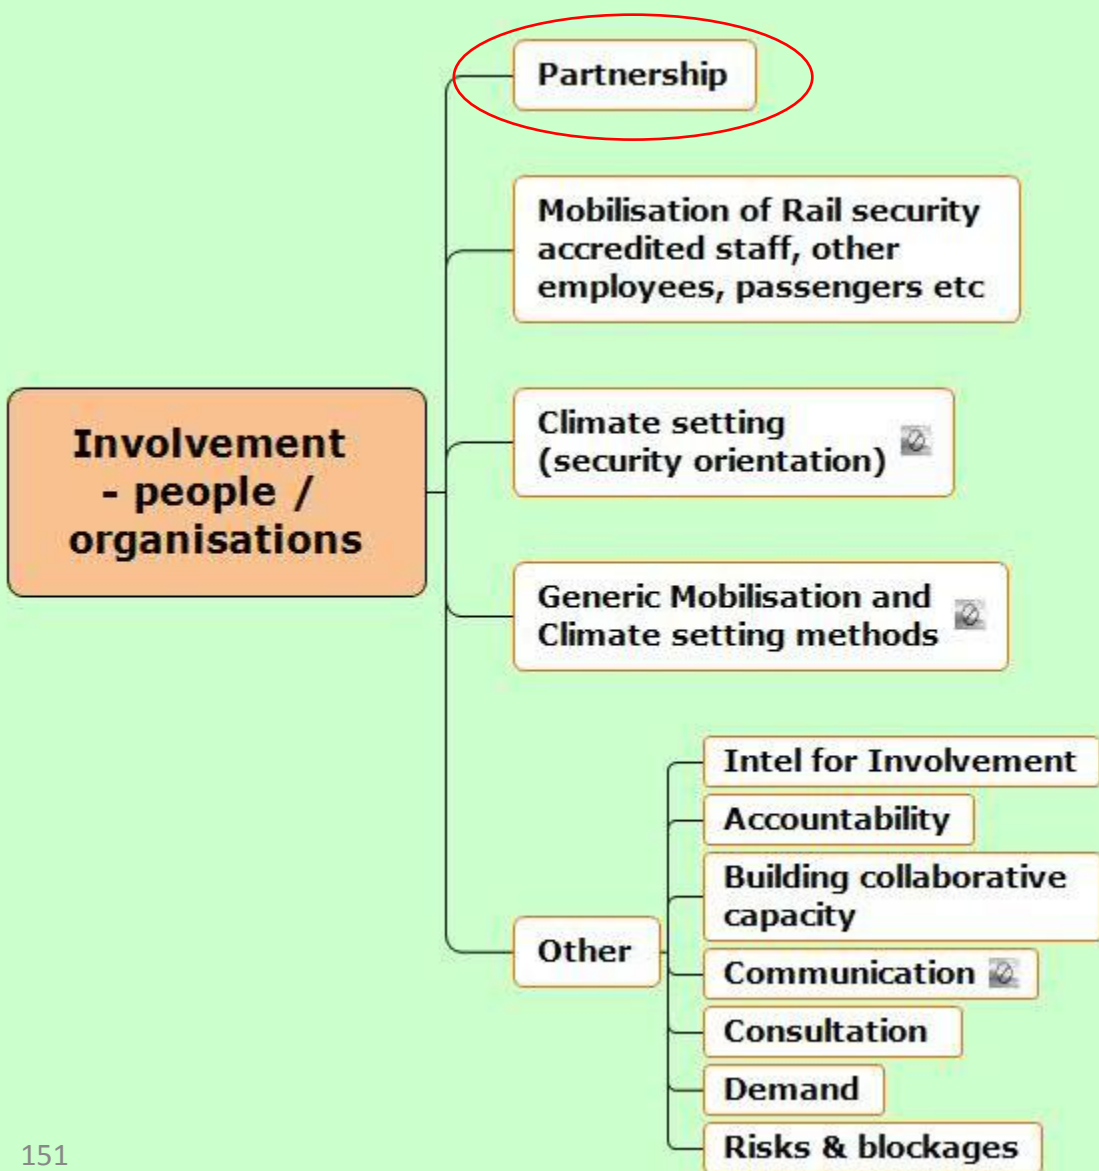 Partnership
Mobilisation of Rail security
accredited staff, other
employees, passengers etc
Climate setting
(security orientation)
Involvement
- people /
organisations
Generic Mobilisation and
Climate setting methods
Other
Intel for Involvement
Accountability
Building collaborative
capacity
Communication
Consultation
Demand
Risks & blockages
151